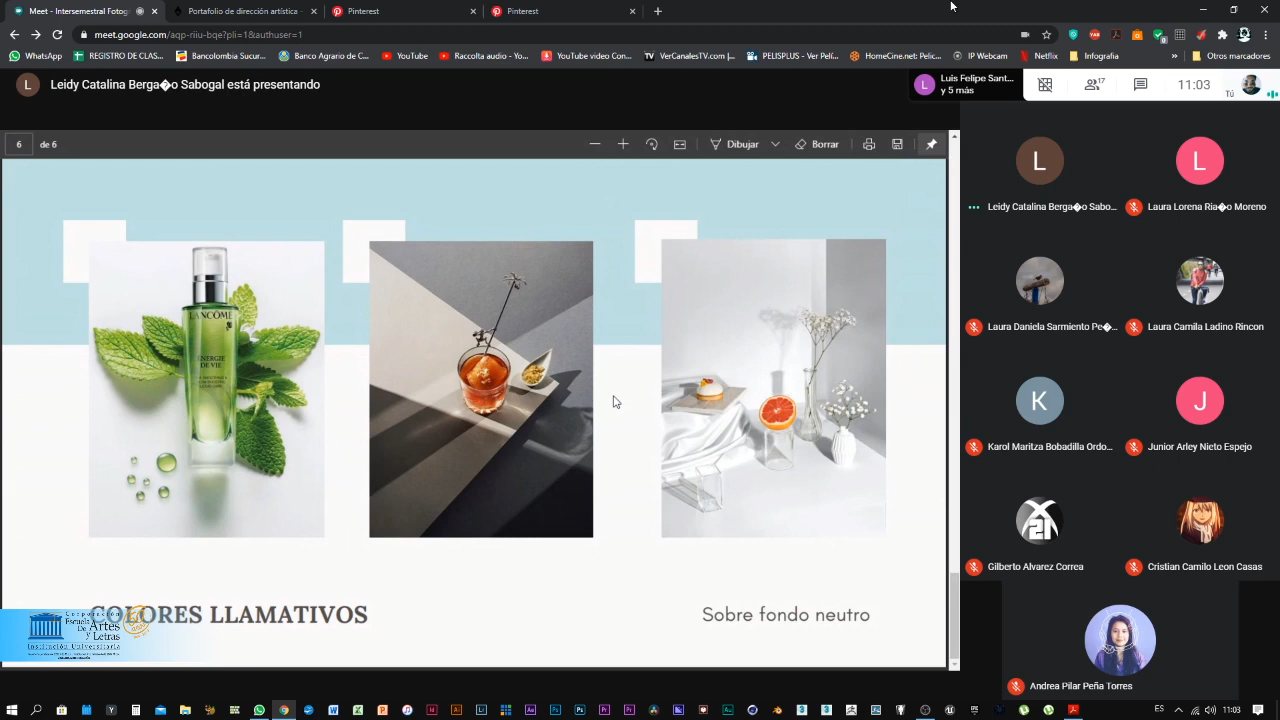 Meet - Intersemestral Fotog
Portafolio de dirección artística -
Pinterest
Pinterest
meet.google.com/aqp-riiu-bqe?pli=1&authuser=1
WhatsApp
REGISTRO DE CLAS...
Bancolombia Sucur...
Banco Agrario de C...
YouTube
Raccolta audio - Yo...
YouTube video Con...
VerCanalesTV.com |...
PELISPLUS - Ver Pelí...
HomeCine.net: Pelic...
IP Webcam
Netflix
Infografia
»
Otros marcadores
L
Leidy Catalina Berga�o Sabogal está presentando
L
Luis Felipe Sant...
y 5 más
17
11:03
Tú
6 de 6
Dibujar
Borrar
LANCÔME
ENERGIE
DE VIE
COLORES LLAMATIVOS
Sobre fondo neutro
Corporación
Escuela
De Artes
y Letras
Institución Universitaria
L
Leidy Catalina Berga�o Sabo...
L
Laura Lorena Ria�o Moreno
Laura Daniela Sarmiento Pe�...
Laura Camila Ladino Rincon
K
Karol Maritza Bobadilla Ordo...
J
Junior Arley Nieto Espejo
X
21
Gilberto Alvarez Correa
Cristian Camilo Leon Casas
Andrea Pilar Peña Torres
ES
11:03